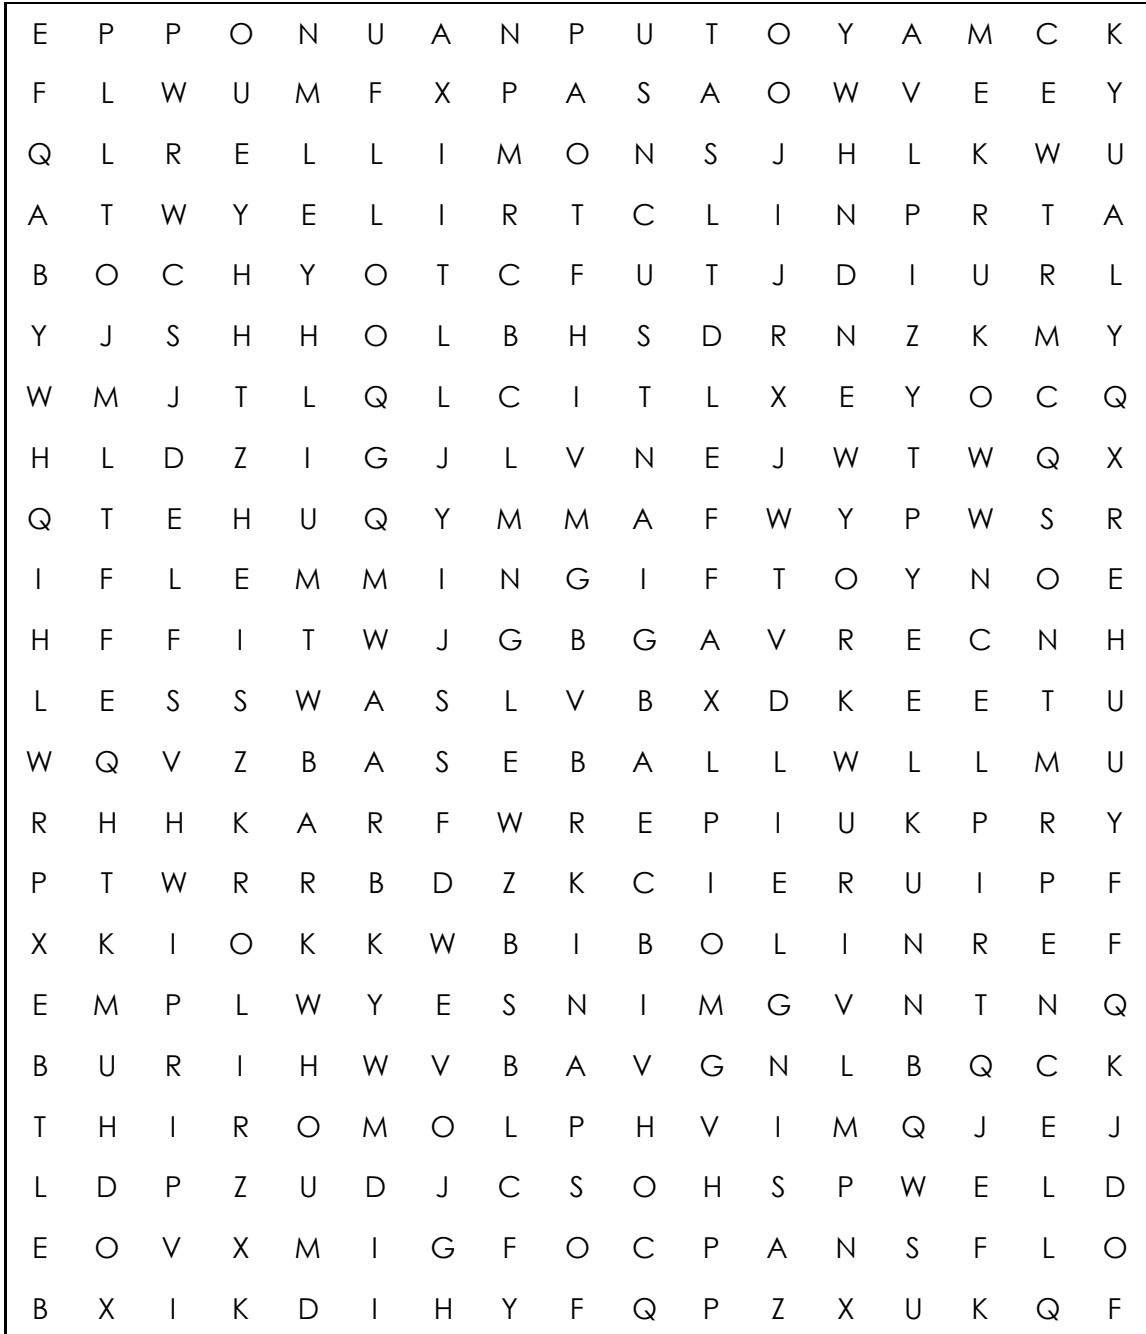 E P P O N U A N P U T O Y A M C K
F L W U M F X P A S A O W V E E Y
Q L R E L L I M O N S J H L K W U
A T W Y E L I R T C L I N P R T A
B O C H Y O T C F U T J D I U R L
Y J S H H O L B H S D R N Z K M Y
W M J T L Q L C I T L X E Y O C Q
H L D Z I G J L V N E J W T W Q X
Q T E H U Q Y M M A F W Y P W S R
I F L E M M I N G I F T O Y N O E
H F F I T W J G B G A V R E C N H
L E S S W A S L V B X D K E E T U
W Q V Z B A S E B A L L W L L M U
R H H K A R F W R E P I U K P R Y
P T W R R B D Z K C I E R U I P F
X K I O K K W B I B O L I N R E F
E M P L W Y E S N I M G V N T N Q
B U R I H W V B A V G N L B Q C K
T H I R O M O L P H V I M Q J E J
L D P Z U D J C S O H S P W E L D
E O V X M I G F O C P A N S F L O
B X I K D I H Y F Q P Z X U K Q F